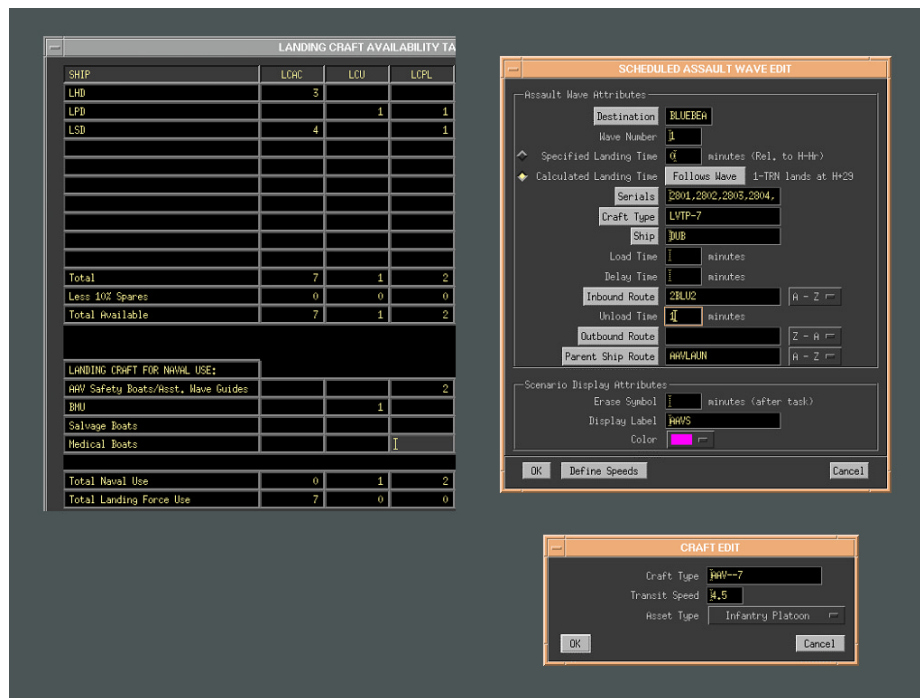 LANDING CRAFT AVAILABILITY TA
SHIP LCAC LCU LCPL
LHD 3
LPD 1 1
LSD 4 1
Total 7 1 2
Less 10% Spares 0 0 0
Total Available 7 1 2
LANDING CRAFT FOR NAVAL USE:
AAV Safety Boats/Asst. Wave Guides 2
BMU 1
Salvage Boats
Medical Boats
Total Naval Use 0 1 2
Total Landing Force Use 7 0 0
SCHEDULED ASSAULT WAVE EDIT
Assault Wave Attributes
Destination BLUEBEA
Wave Number 1
Specified Landing Time 0 minutes (Rel. to H-Hr)
Calculated Landing Time Follows Wave 1-TRN lands at H+29
Serials 2801,2802,2803,2804,
Craft Type LVTP-7
Ship DUB
Load Time minutes
Delay Time minutes
Inbound Route 2BLU2 A - Z
Unload Time 1 minutes
Outbound Route Z - A
Parent Ship Route AAVLAUN A - Z
Scenario Display Attributes
Erase Symbol minutes (after task)
Display Label AAVS
Color
OK Define Speeds Cancel
CRAFT EDIT
Craft Type AAV--7
Transit Speed 4.5
Asset Type Infantry Platoon
OK Cancel